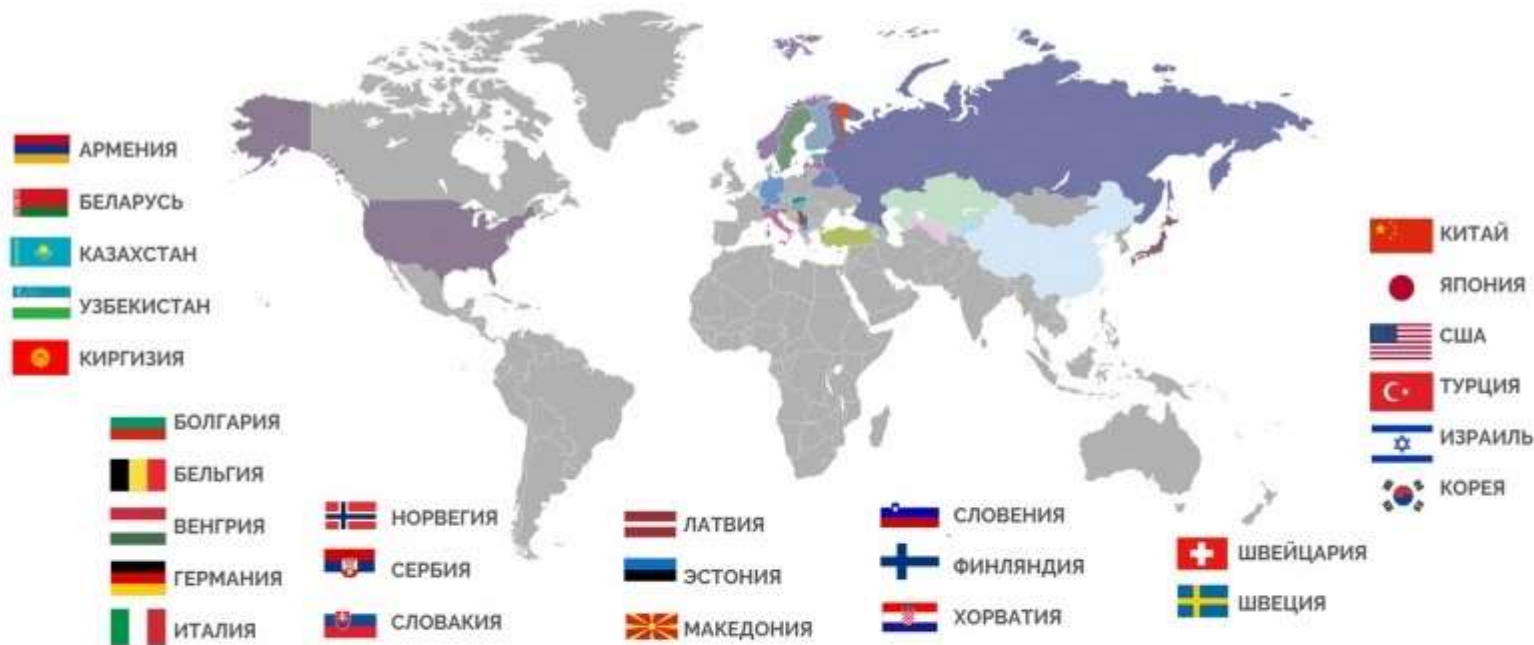 АРМЕНИЯ
БЕЛАРУСЬ
КАЗАХСТАН
УЗБЕКИСТАН
КИРГИЗИЯ
БОЛГАРИЯ
БЕЛЬГИЯ
ВЕНГРИЯ
ГЕРМАНИЯ
ИТАЛИЯ
НОРВЕГИЯ
СЕРБИЯ
СЛОВАКИЯ
ЛАТВИЯ
ЭСТОНИЯ
МАКЕДОНИЯ
СЛОВЕНИЯ
ФИНЛЯНДИЯ
ХОРВАТИЯ
ШВЕЙЦАРИЯ
ШВЕЦИЯ
КИТАЙ
ЯПОНИЯ
США
ТУРЦИЯ
ИЗРАИЛЬ
КОРЕЯ